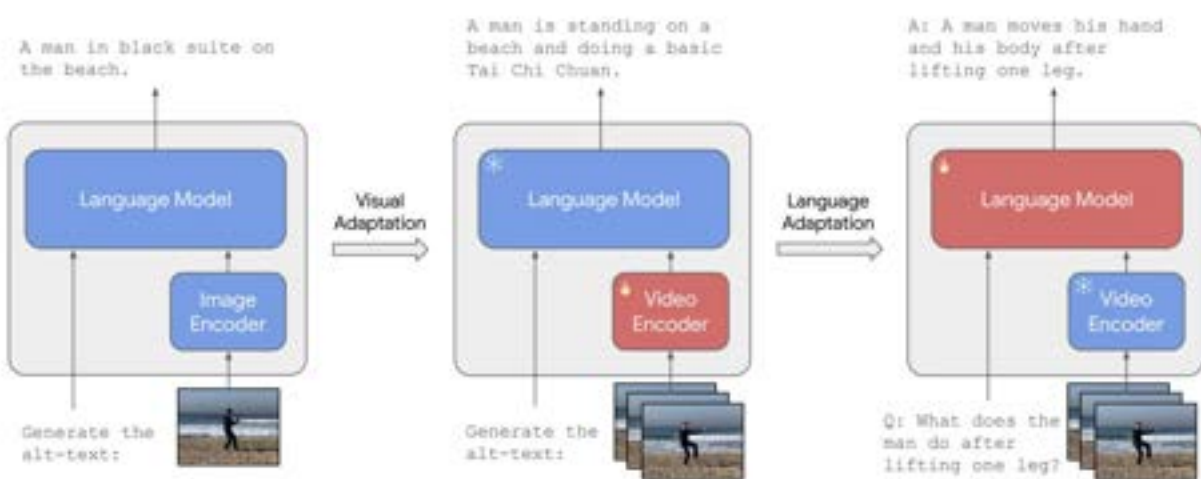 A man in black suite on
the beach.
Language Model
Image
Encoder
Generate the
alt-text:
Visual
Adaptation
A man is standing on a
beach and doing a basic
Tai Chi Chuan.
Language Model
Video
Encoder
Generate the
alt-text:
Language
Adaptation
A: A man moves his hand
and his body after
lifting one leg.
Language Model
Video
Encoder
Q: What does the
man do after
lifting one leg?